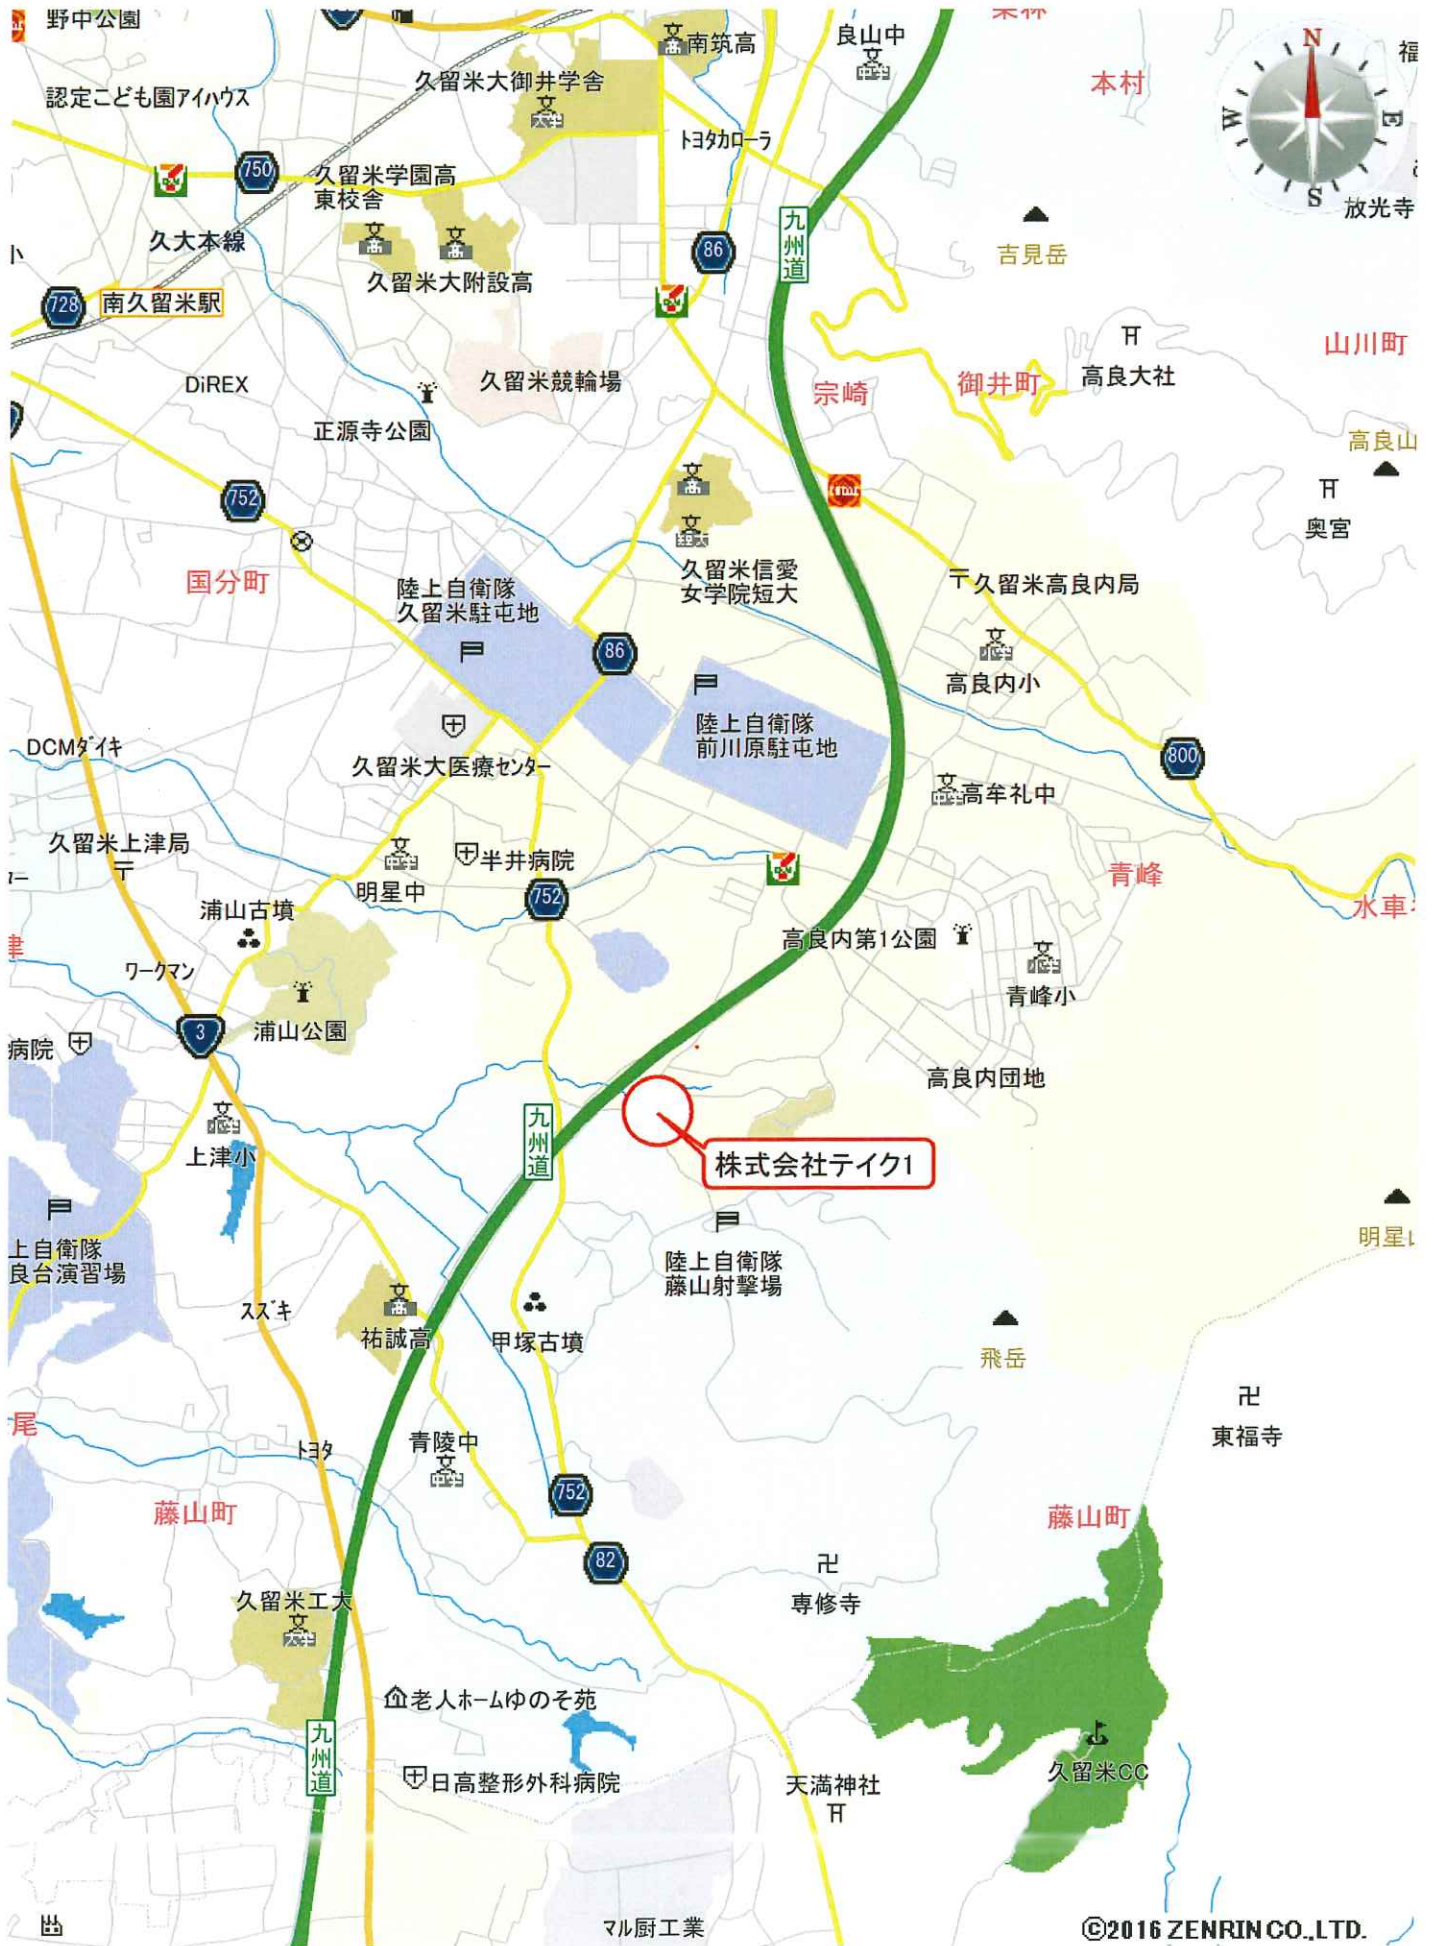 野中公園
南筑高
良山中
久留米大御井学舎
大学
本村
認定こども園アイハウス
トヨタカローラ
N
W
E
S
750
久留米学園高
東校舎
放光寺
久大本線
86
九州道
吉見岳
久留米大附設高
728
南久留米駅
山川町
高良大社
御井町
宗崎
DiREX
久留米競輪場
正源寺公園
高良山
752
奥宮
国分町
陸上自衛隊
久留米駐屯地
久留米信愛
女学院短大
〒久留米高良内局
86
高良内小
陸上自衛隊
前川原駐屯地
DCMダイキ
久留米大医療センター
800
高牟礼中
久留米上津局
〒
半井病院
明星中
752
青峰
浦山古墳
高良内第1公園
津
ワークマン
青峰小
3
浦山公園
病院
高良内団地
九州道
上津小
株式会社テイク1
上自衛隊
良台演習場
陸上自衛隊
藤山射撃場
スズキ
祐誠高
甲塚古墳
飛岳
尾
東福寺
トヨタ
青陵中
752
藤山町
藤山町
82
専修寺
久留米工大
大学
老人ホームゆのそ苑
九州道
日高整形外科病院
天満神社
久留米CC
マル厨工業
©2016 ZENRIN CO.,LTD.